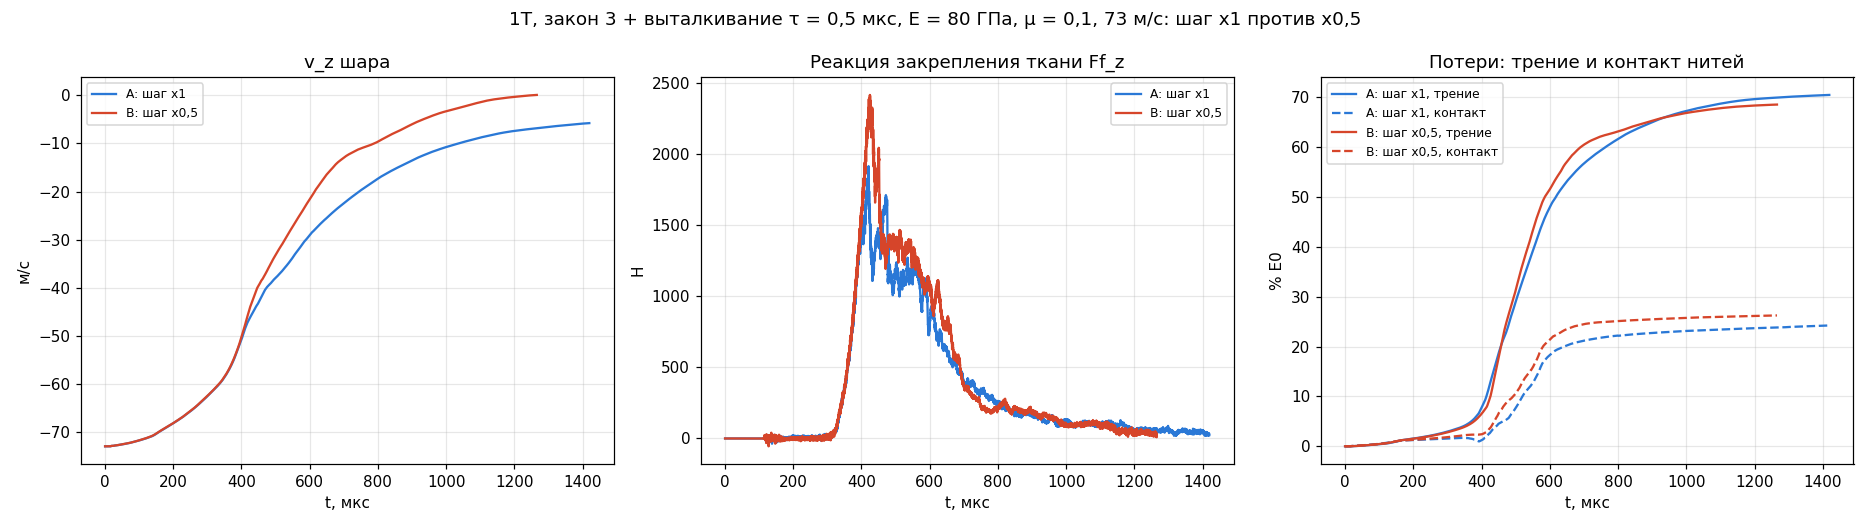 1T, закон 3 + выталкивание τ = 0,5 мкс, E = 80 ГПа, μ = 0,1, 73 м/с: шаг x1 против x0,5
v_z шара
0
−10
−20
−30
−40
−50
−60
−70
м/с
A: шаг x1
B: шаг x0,5
0
200
400
600
800
1000
1200
1400
t, мкс
Реакция закрепления ткани Ff_z
2500
2000
1500
1000
500
0
Н
A: шаг x1
B: шаг x0,5
0
200
400
600
800
1000
1200
1400
t, мкс
Потери: трение и контакт нитей
70
60
50
40
30
20
10
0
% E0
A: шаг x1, трение
A: шаг x1, контакт
B: шаг x0,5, трение
B: шаг x0,5, контакт
0
200
400
600
800
1000
1200
1400
t, мкс